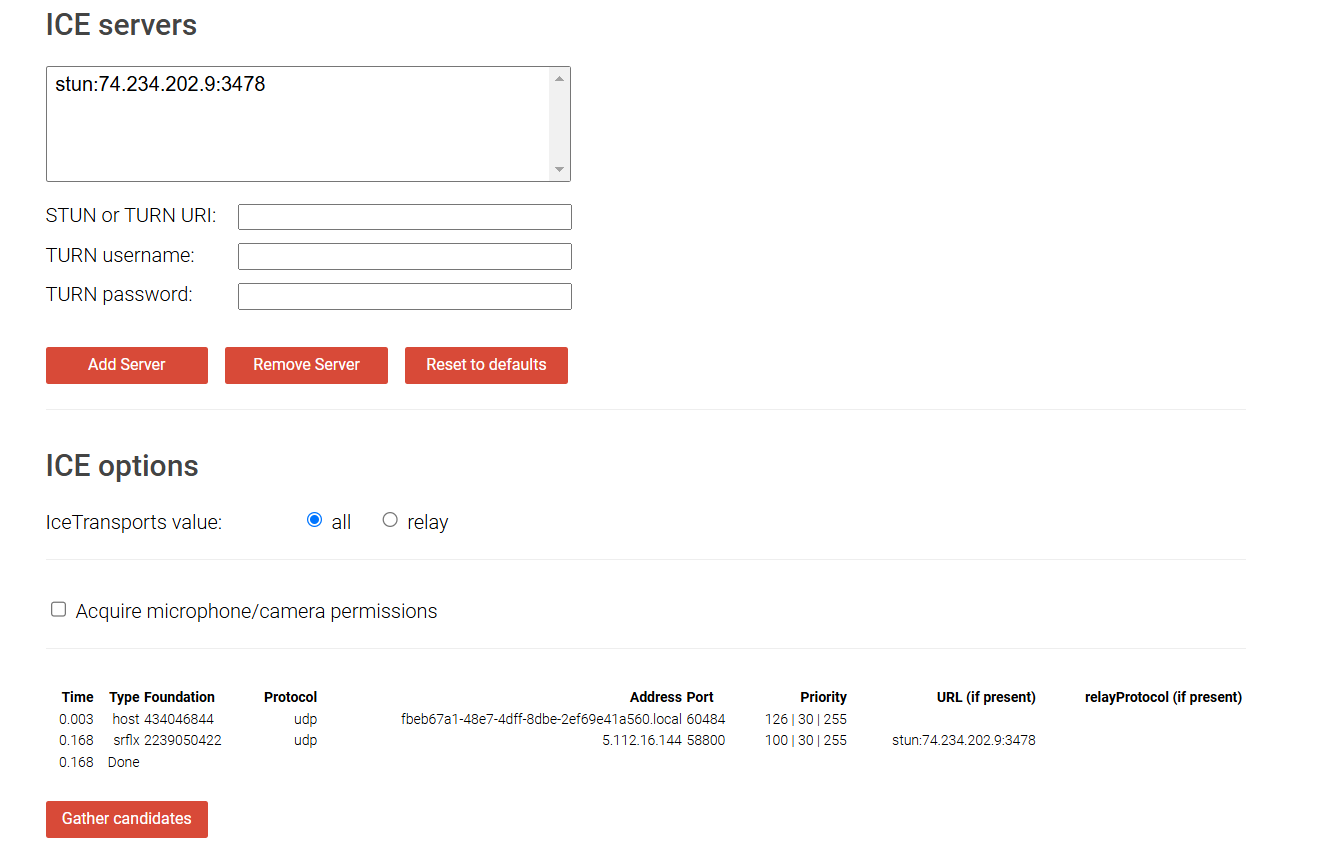 ICE servers
stun:74.234.202.9:3478
STUN or TURN URI:
TURN username:
TURN password:
Add Server Remove Server Reset to defaults
ICE options
IceTransports value: all relay
Acquire microphone/camera permissions
Time Type Foundation Protocol Address Port Priority URL (if present) relayProtocol (if present)
0.003 host 434046844 udp fbeb67a1-48e7-4dff-8dbe-2ef69e41a560.local 60484 126 | 30 | 255
0.168 srflx 2239050422 udp 5.112.16.144 58800 100 | 30 | 255 stun:74.234.202.9:3478
0.168 Done
Gather candidates